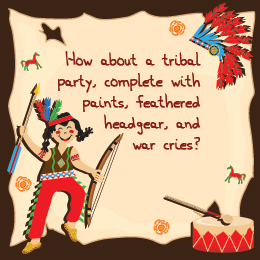 How about a tribal
party, complete with
paints, feathered
headgear, and
war cries?